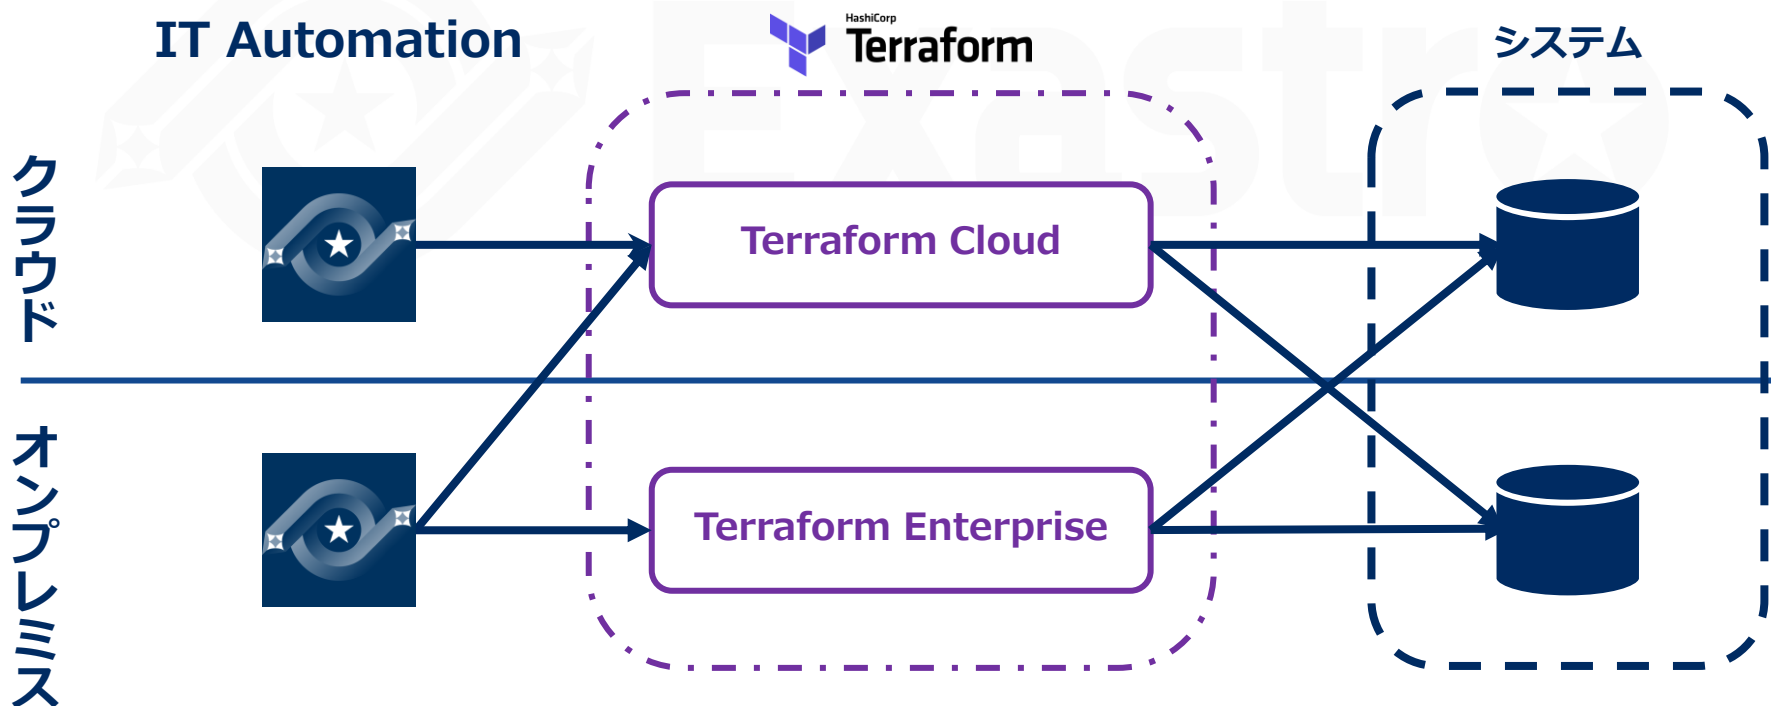 IT Automation
HashiCorp
Terraform
システム
Exastro
クラウド
Terraform Cloud
オンプレミス
Terraform Enterprise